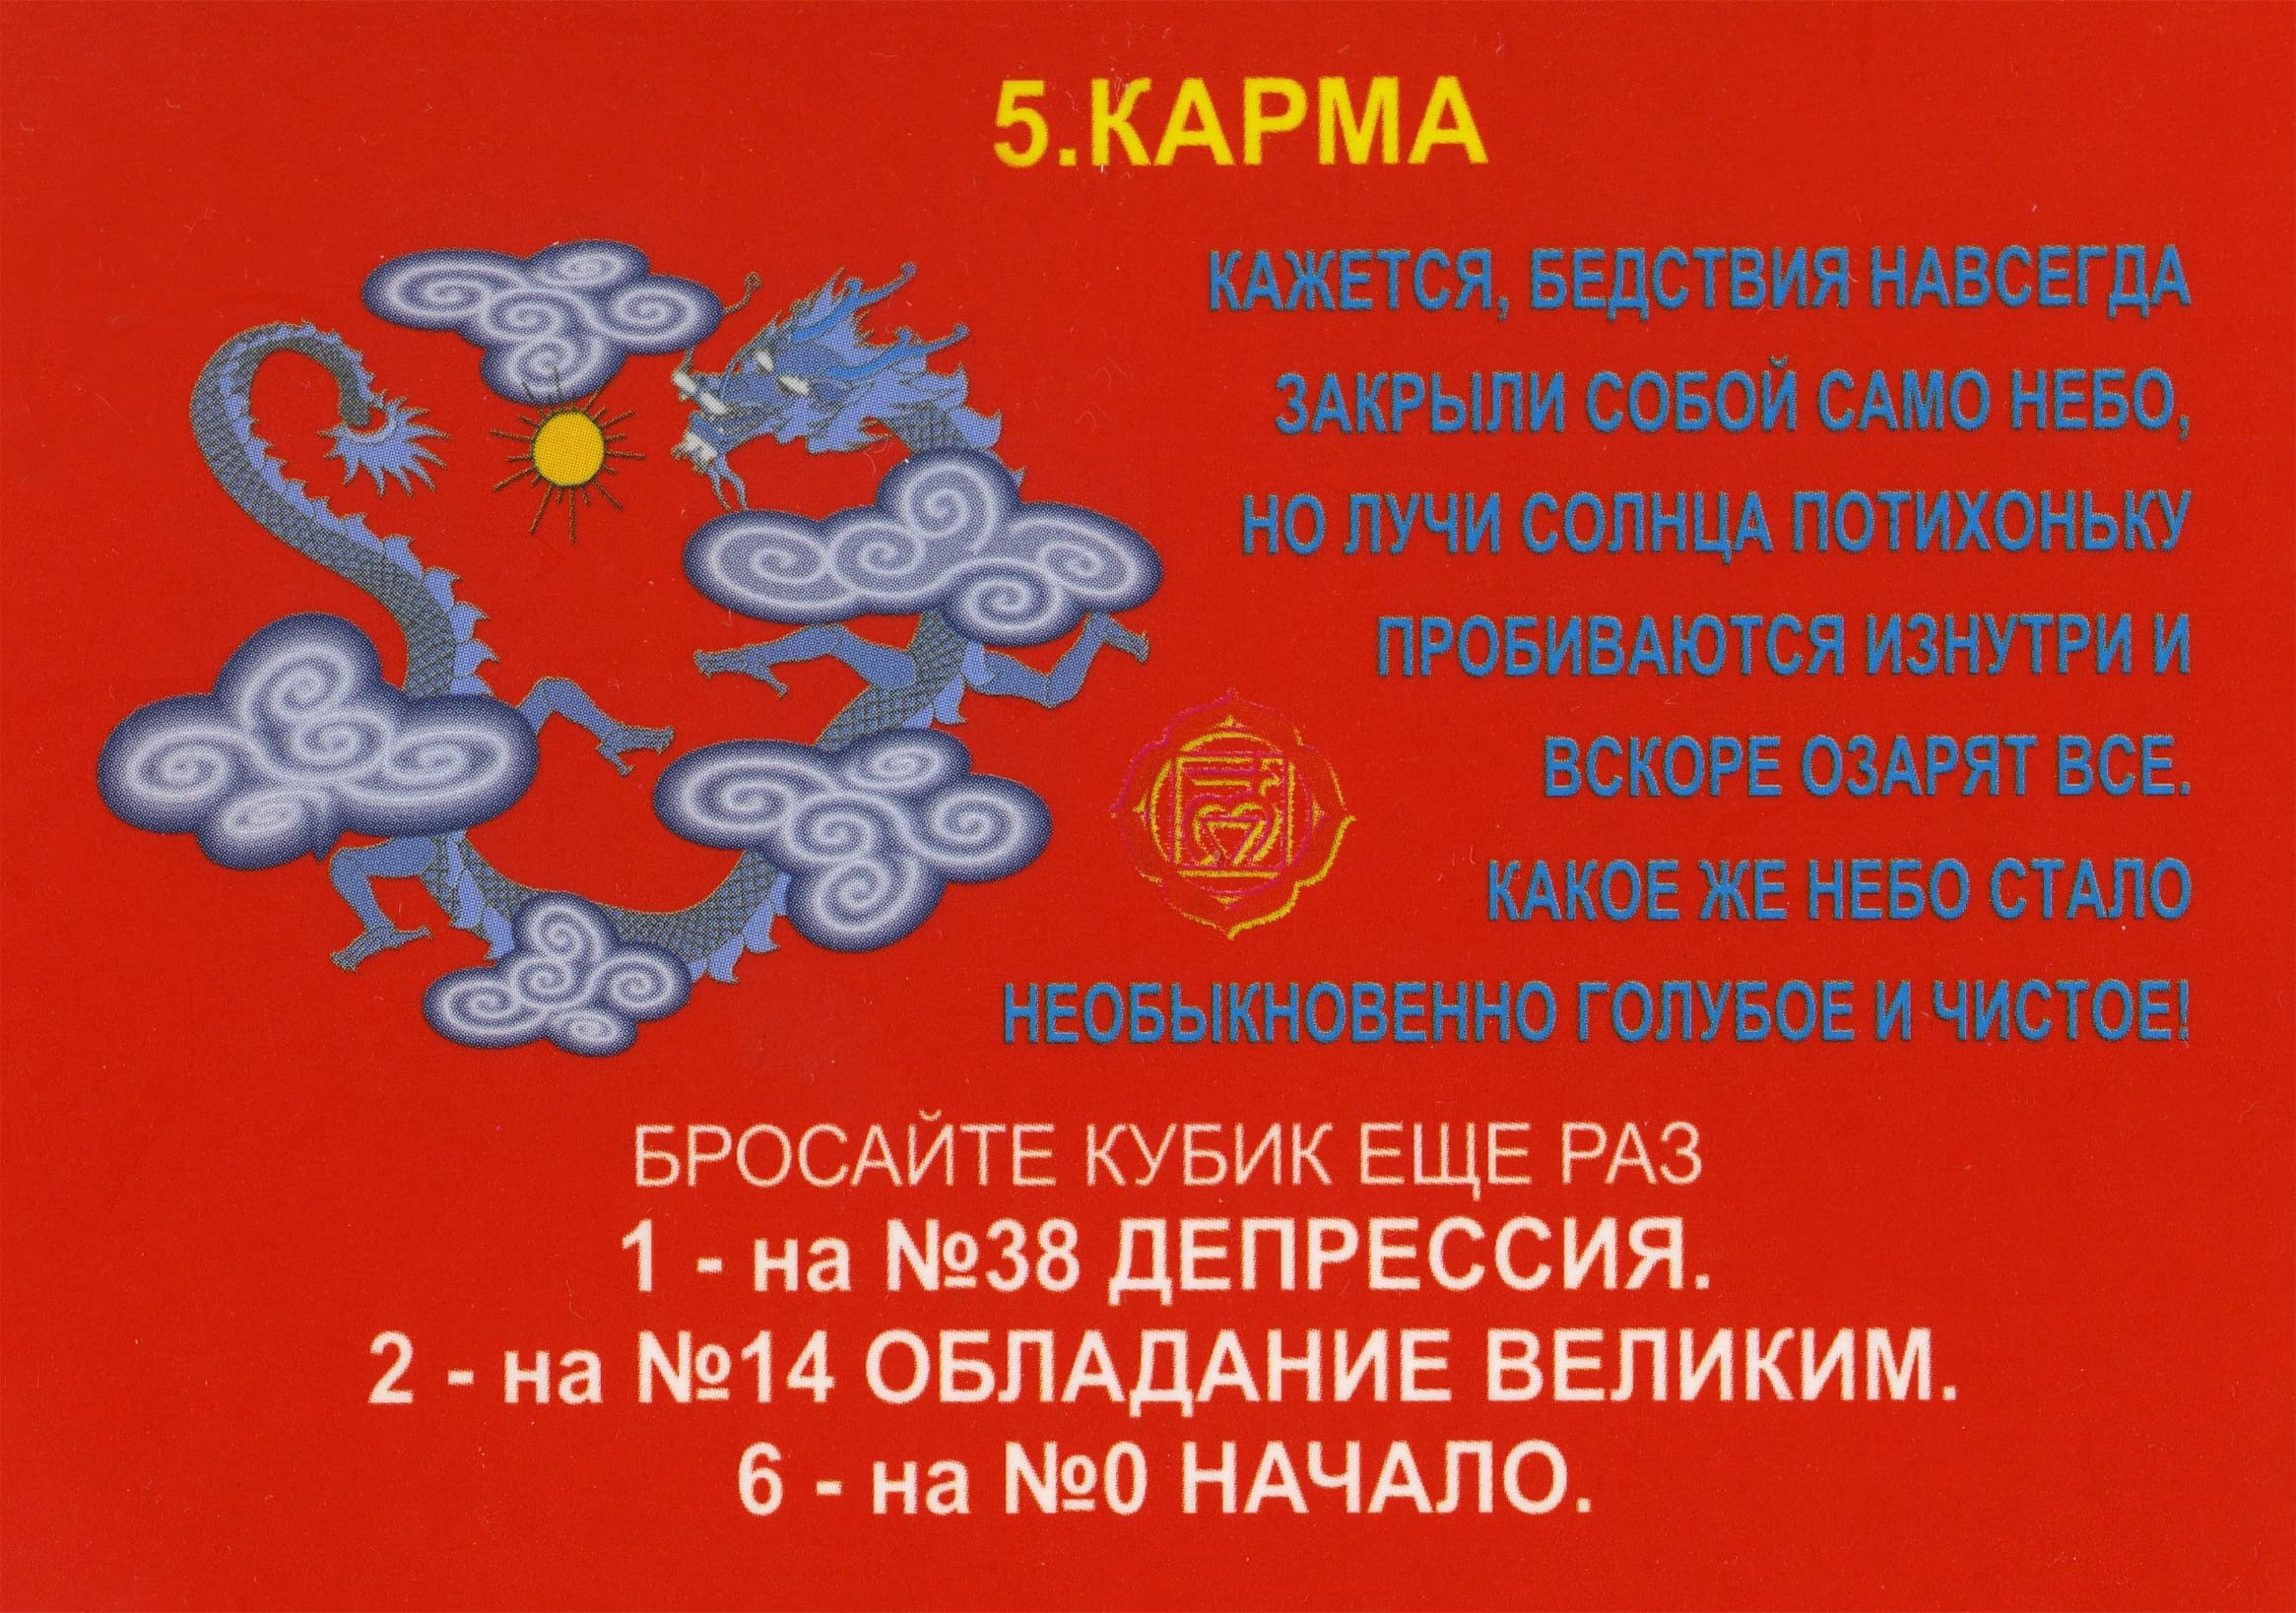 5.КАРМА
КАЖЕТСЯ, БЕДСТВИЯ НАВСЕГДА
ЗАКРЫЛИ СОБОЙ САМО НЕБО,
НО ЛУЧИ СОЛНЦА ПОТИХОНЬКУ
ПРОБИВАЮТСЯ ИЗНУТРИ И
ВСКОРЕ ОЗАРЯТ ВСЕ.
КАКОЕ ЖЕ НЕБО СТАЛО
НЕОБЫКНОВЕННО ГОЛУБОЕ И ЧИСТОЕ!
БРОСАЙТЕ КУБИК ЕЩЕ РАЗ
1 - на №38 ДЕПРЕССИЯ.
2 - на №14 ОБЛАДАНИЕ ВЕЛИКИМ.
6 - на №0 НАЧАЛО.